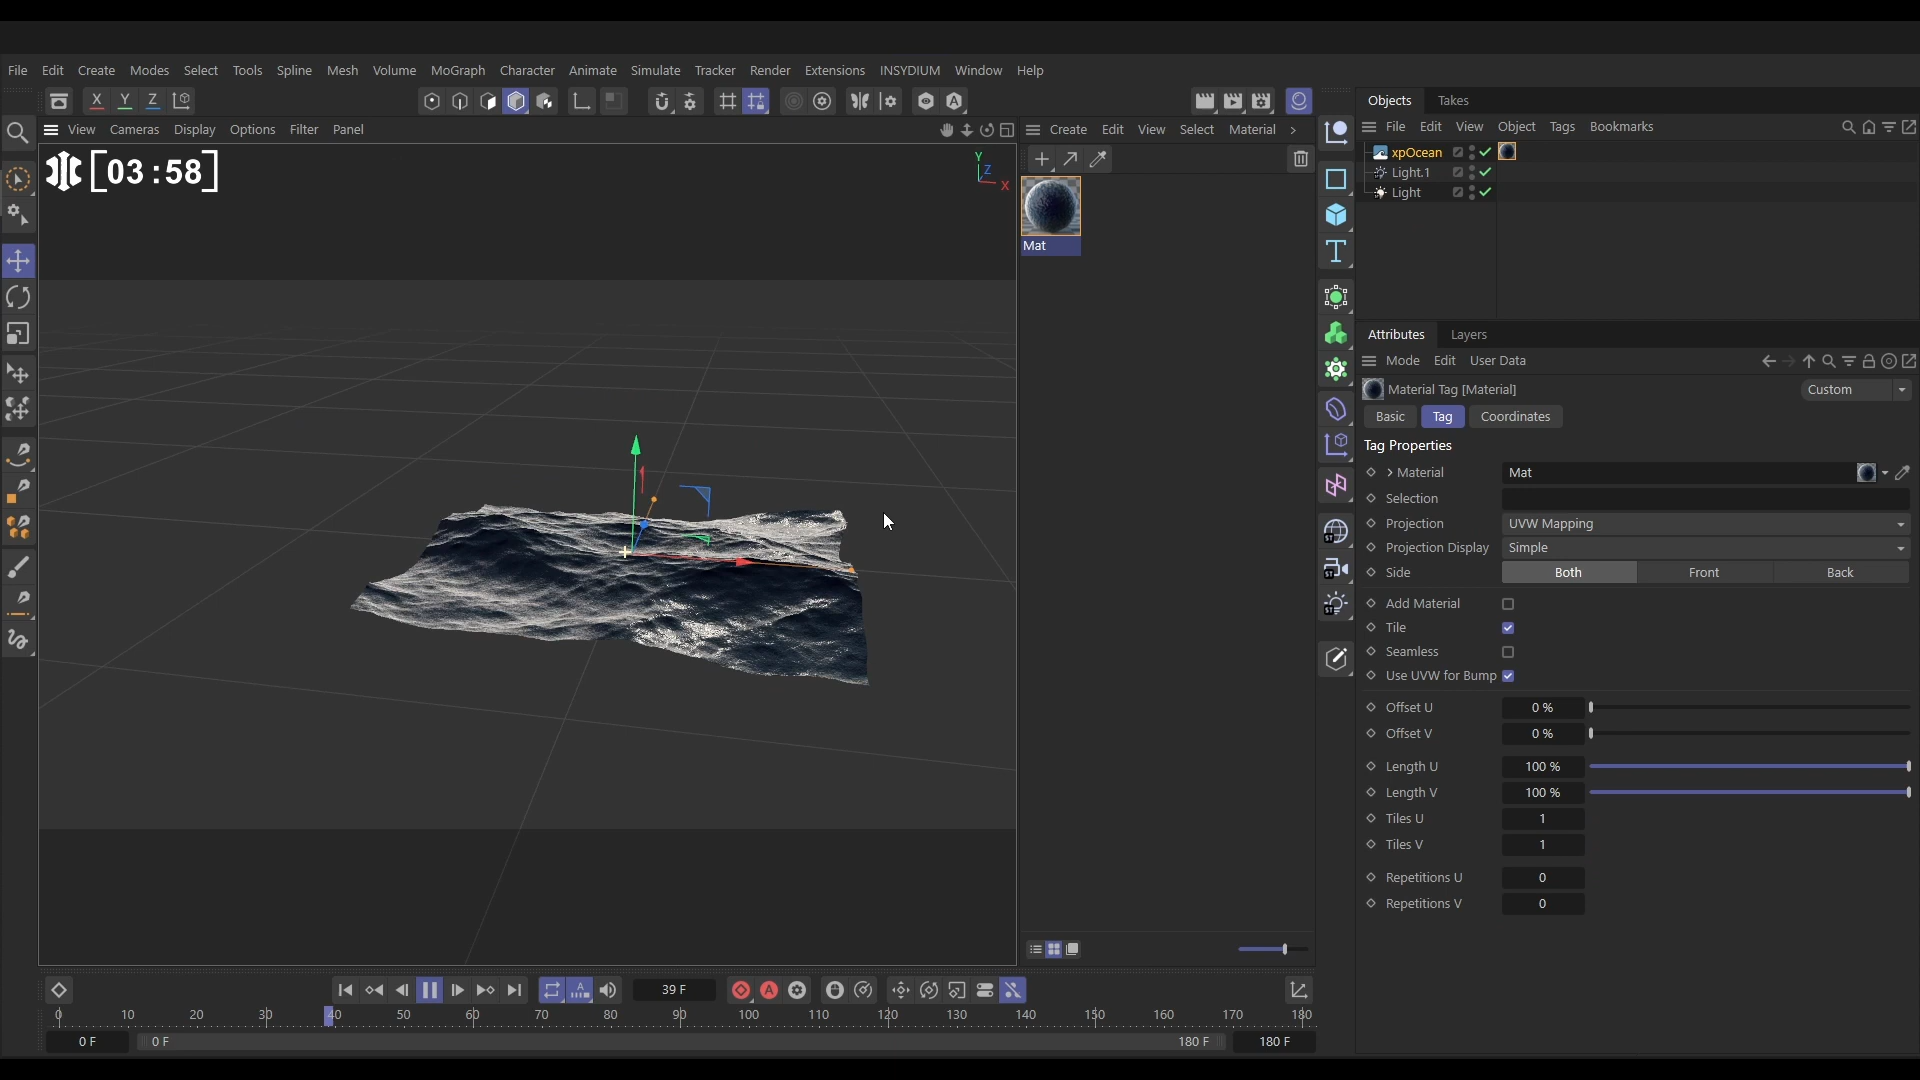 File Edit Create Modes Select Tools Spline Mesh Volume MoGraph Character Animate Simulate Tracker Render Extensions INSYDIUM Window Help
X Y Z
Objects Takes
View Cameras Display Options Filter Panel
Create Edit View Select Material
File Edit View Object Tags Bookmarks
[03:58]
Y
Z
X
Mat
xpOcean
Light.1
Light
Attributes Layers
Mode Edit User Data
Material Tag [Material]
Custom
Basic Tag Coordinates
Tag Properties
Material Mat
Selection
Projection UVW Mapping
Projection Display Simple
Side Both Front Back
Add Material
Tile
Seamless
Use UVW for Bump
Offset U 0 %
Offset V 0 %
Length U 100 %
Length V 100 %
Tiles U 1
Tiles V 1
Repetitions U 0
Repetitions V 0
39 F
0 10 20 30 40 50 60 70 80 90 100 110 120 130 140 150 160 170 180
0 F 0 F 180 F 180 F